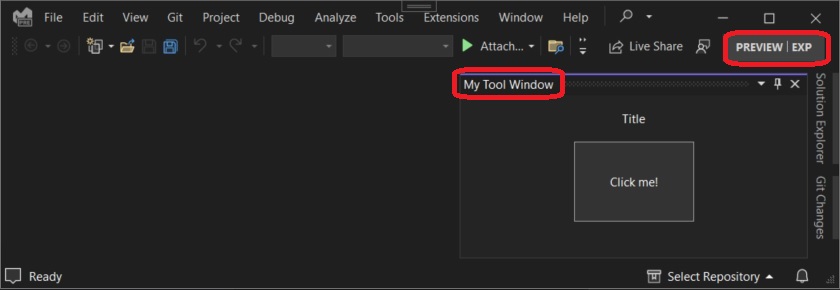 File Edit View Git Project Debug Analyze Tools Extensions Window Help
Attach... Live Share PREVIEW | EXP
My Tool Window
Title
Click me!
Solution Explorer
Git Changes
Ready Select Repository